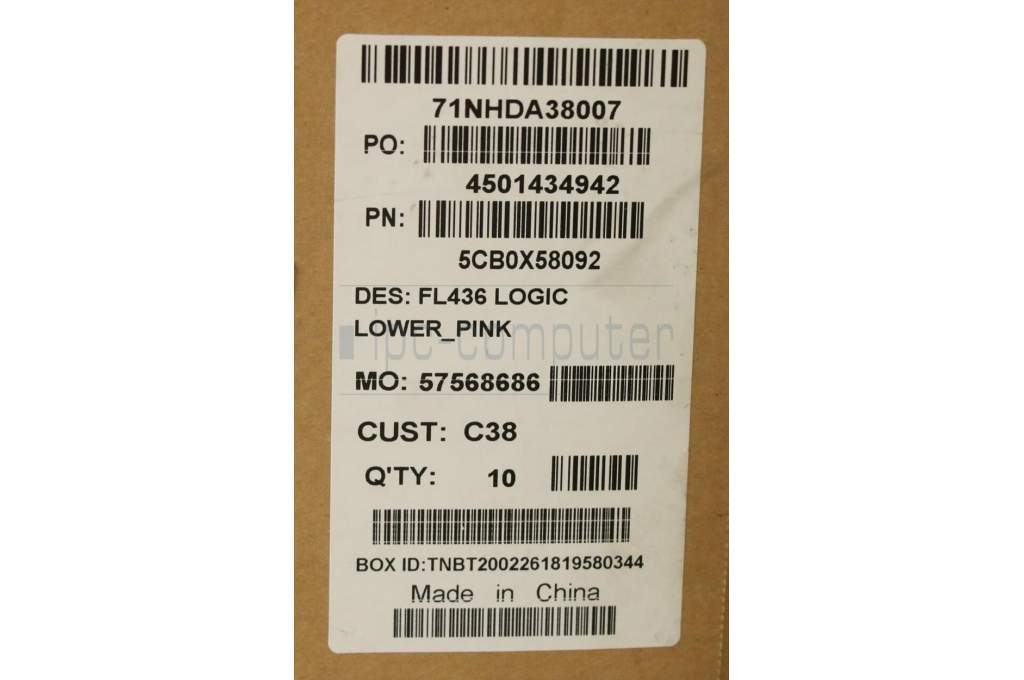 71NHDA38007
PO:
4501434942
PN:
5CB0X58092
DES: FL436 LOGIC
LOWER_PINK
ipc-computer
MO: 57568686
CUST: C38
Q'TY: 10
BOX ID:TNBT2002261819580344
Made in China